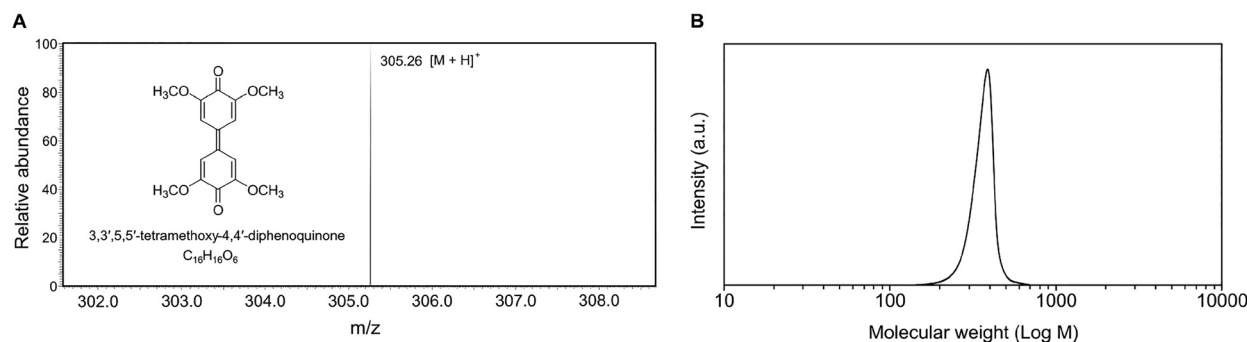 A
Relative abundance
100
80
60
40
20
0
305.26 [M + H]⁺
O
H₃CO OCH₃
H₃CO OCH₃
O
3,3′,5,5′-tetramethoxy-4,4′-diphenoquinone
C₁₆H₁₆O₆
302.0 303.0 304.0 305.0 306.0 307.0 308.0
m/z
B
Intensity (a.u.)
10 100 1000 10000
Molecular weight (Log M)